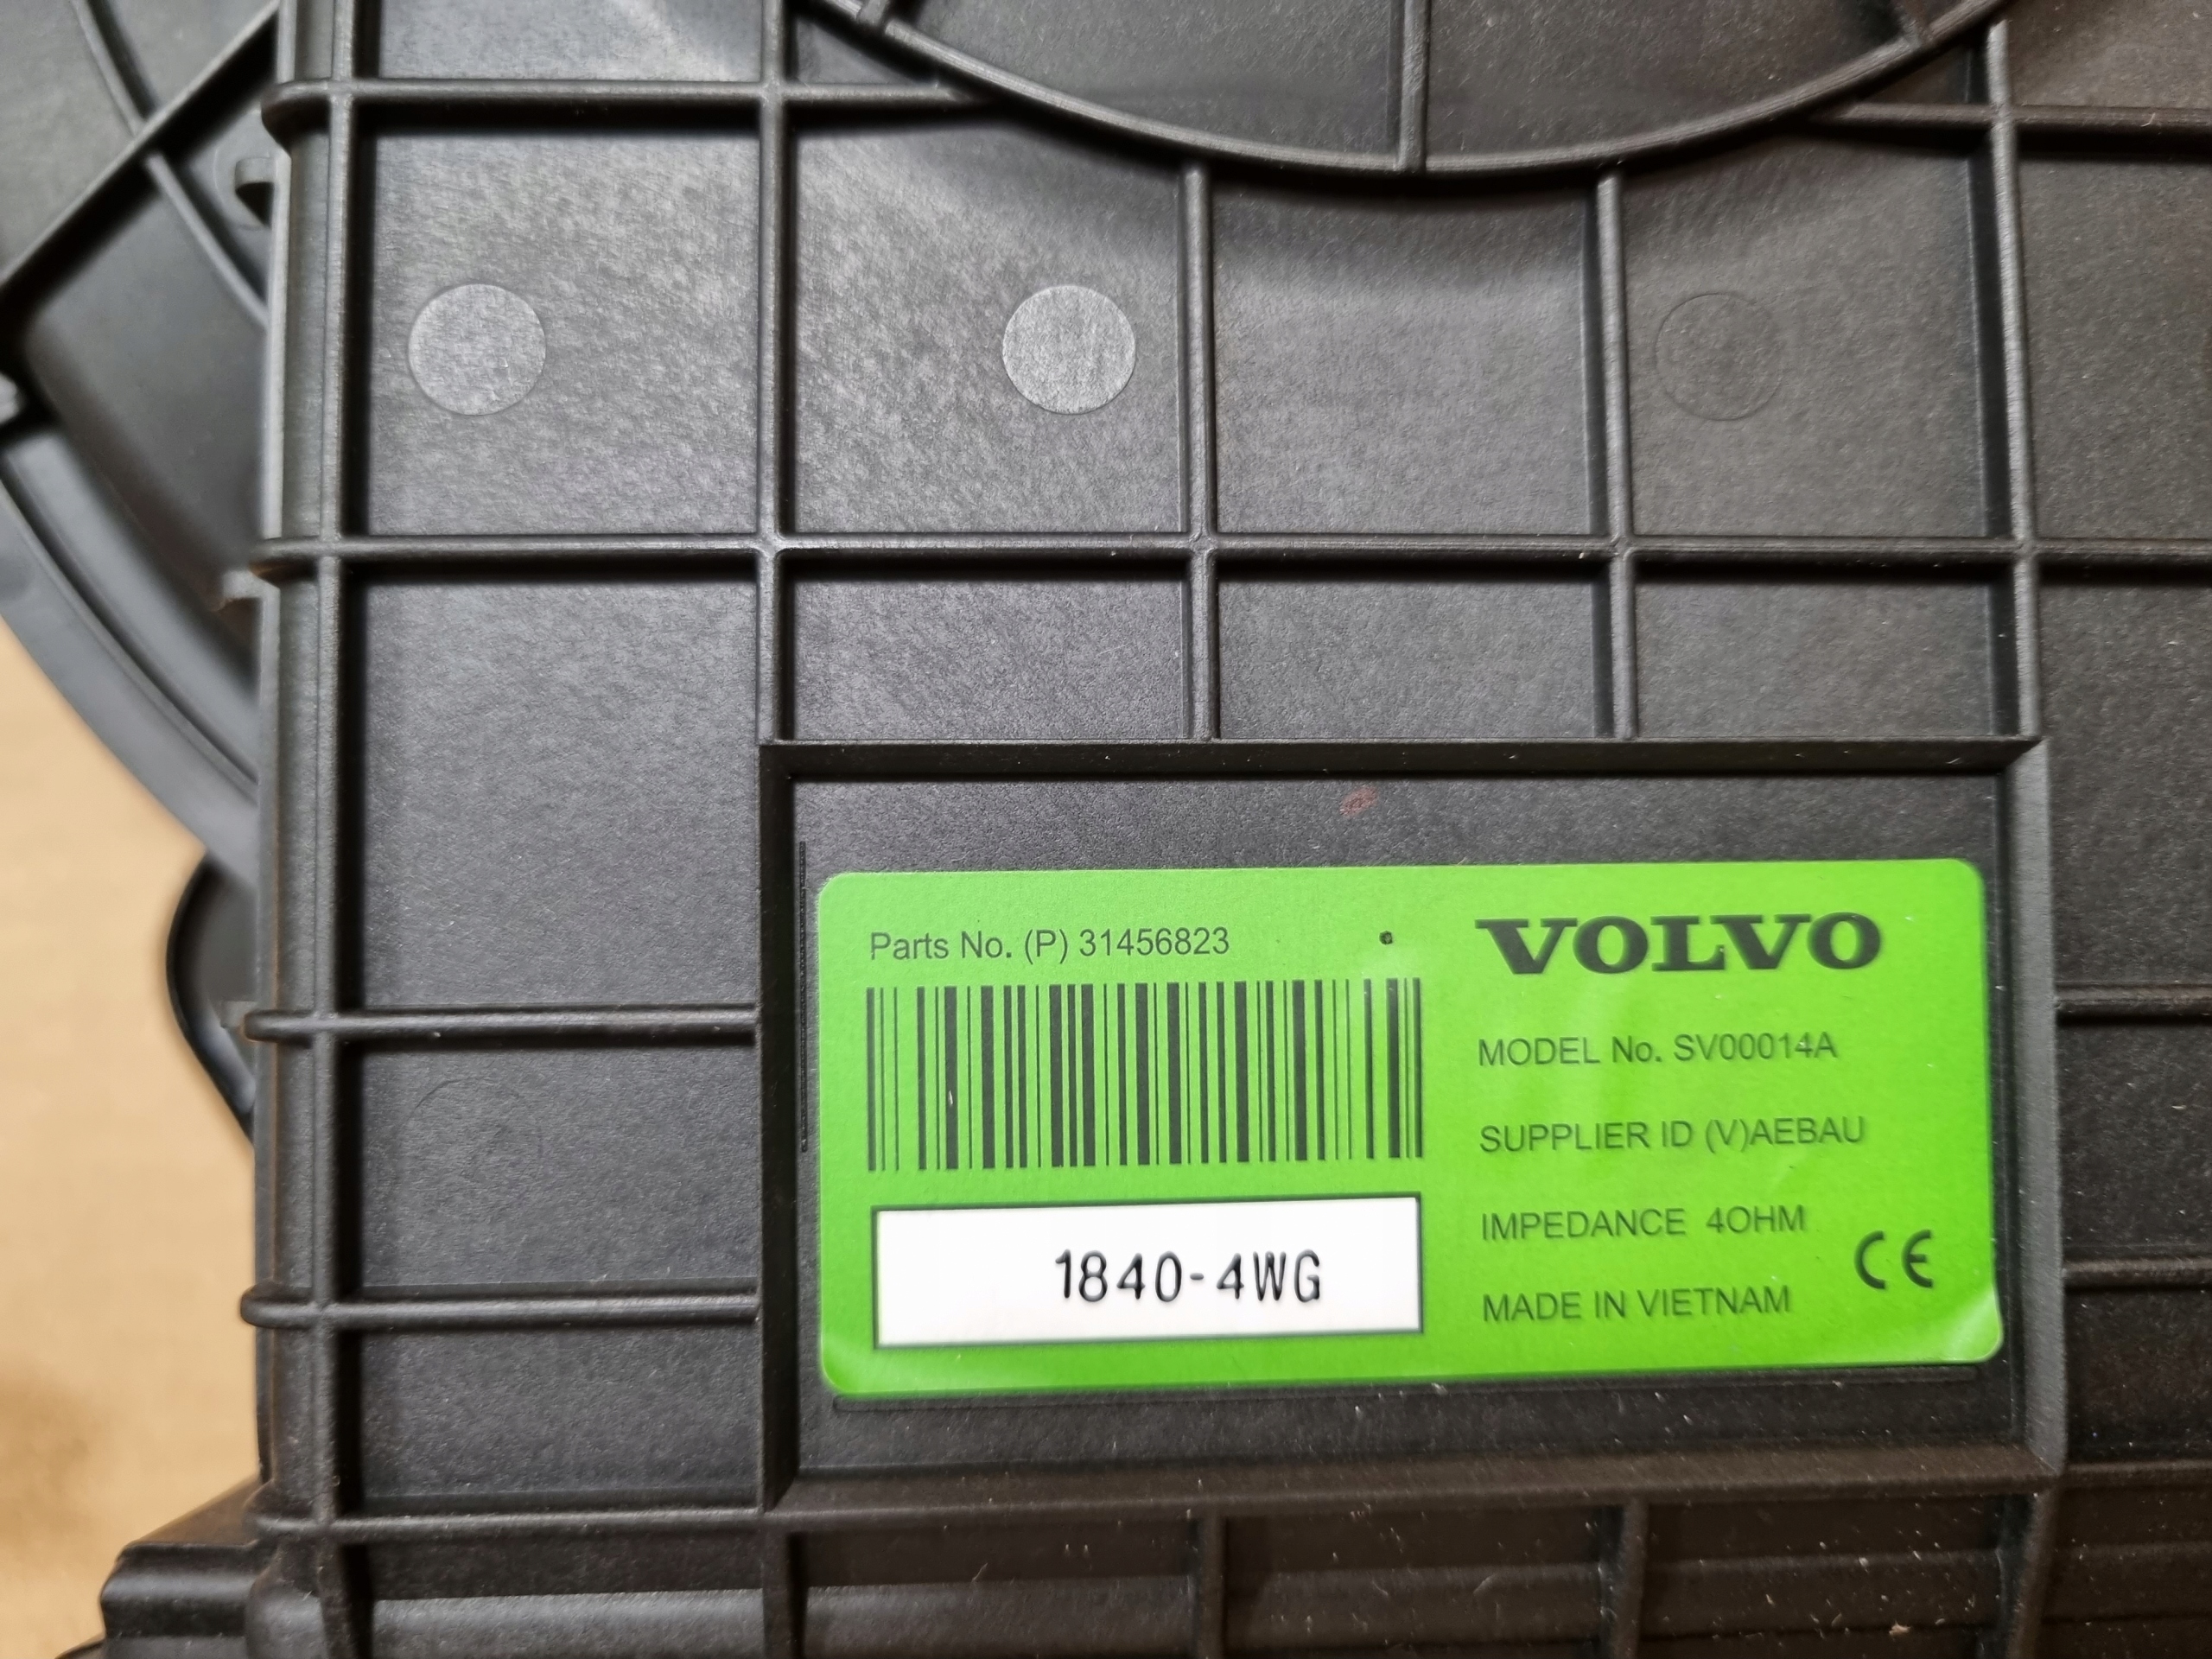 Parts No. (P) 31456823
1840-4WG
VOLVO
MODEL No. SV00014A
SUPPLIER ID (V)AEBAU
IMPEDANCE 4OHM
MADE IN VIETNAM
CE